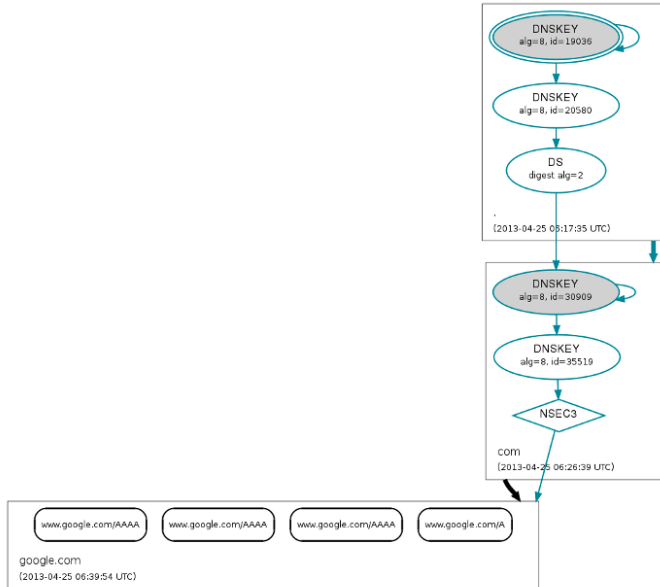 DNSKEY
alg=8, id=19036
DNSKEY
alg=8, id=20580
DS
digest alg=2
.
(2013-04-25 05:17:35 UTC)
DNSKEY
alg=8, id=30909
DNSKEY
alg=8, id=35519
NSEC3
com
(2013-04-25 06:26:39 UTC)
www.google.com/AAAA
www.google.com/AAAA
www.google.com/AAAA
www.google.com/A
google.com
(2013-04-25 06:39:54 UTC)